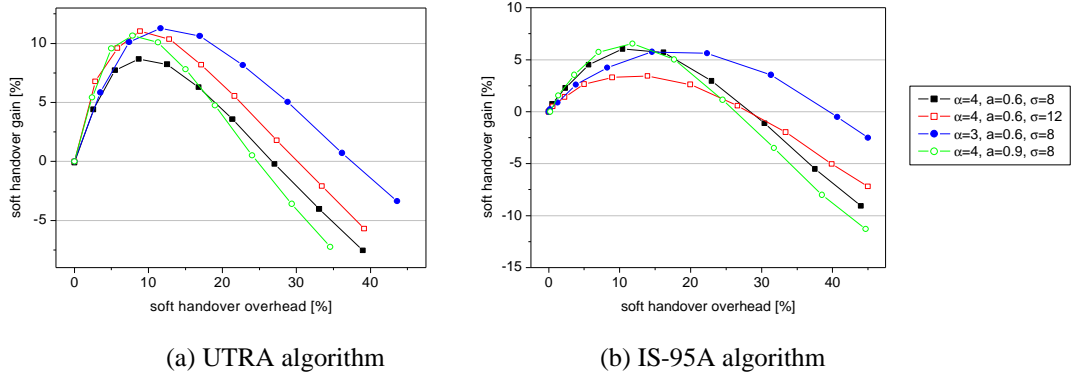 soft handover gain [%]
10
5
0
-5
0 10 20 30 40
soft handover overhead [%]
(a) UTRA algorithm
soft handover gain [%]
10
5
0
-5
-10
-15
0 10 20 30 40
soft handover overhead [%]
(b) IS-95A algorithm
α=4, a=0.6, σ=8
α=4, a=0.6, σ=12
α=3, a=0.6, σ=8
α=4, a=0.9, σ=8